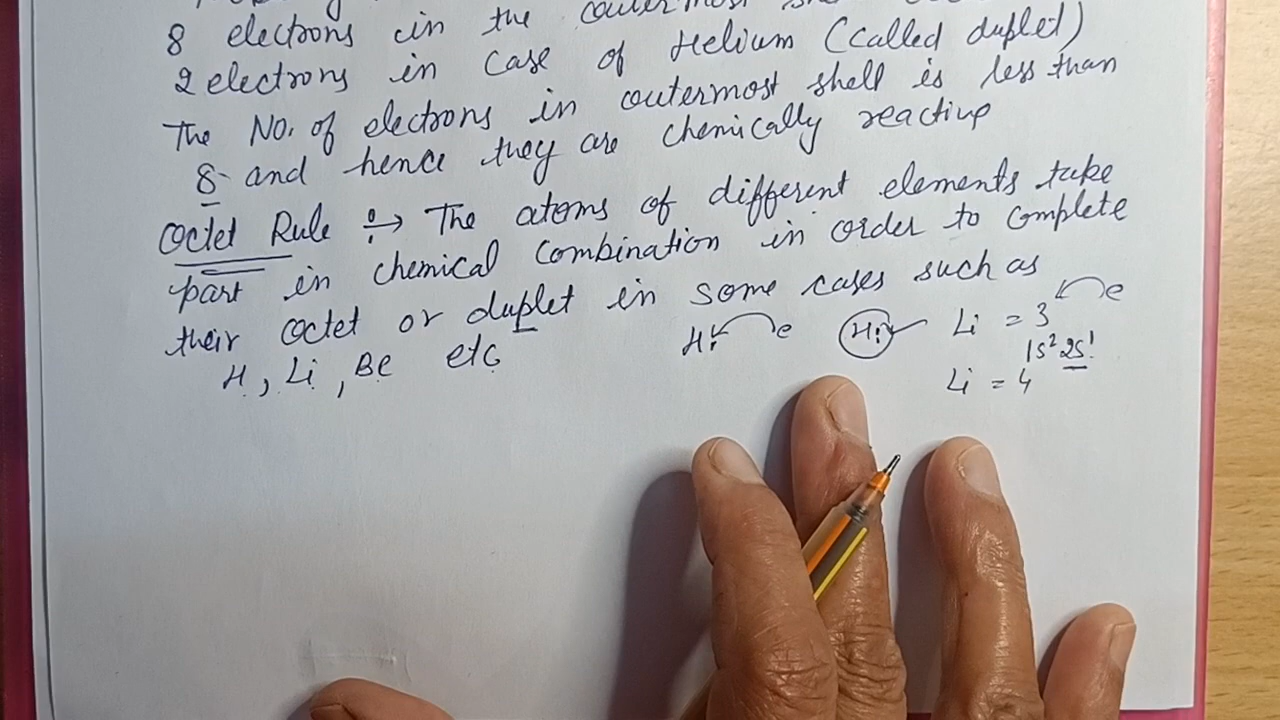 8 electrons in the outermost
2 electrons in case of Helium (called duplet)
The No. of electrons in outermost shell is less than
8 and hence they are chemically reactive
Octet Rule :→ The atoms of different elements take
part in chemical combination in order to complete
their octet or duplet in some cases such as
H, Li, Be etc
H: e H: Li = 3 e
1s² 2s¹
Li = 4